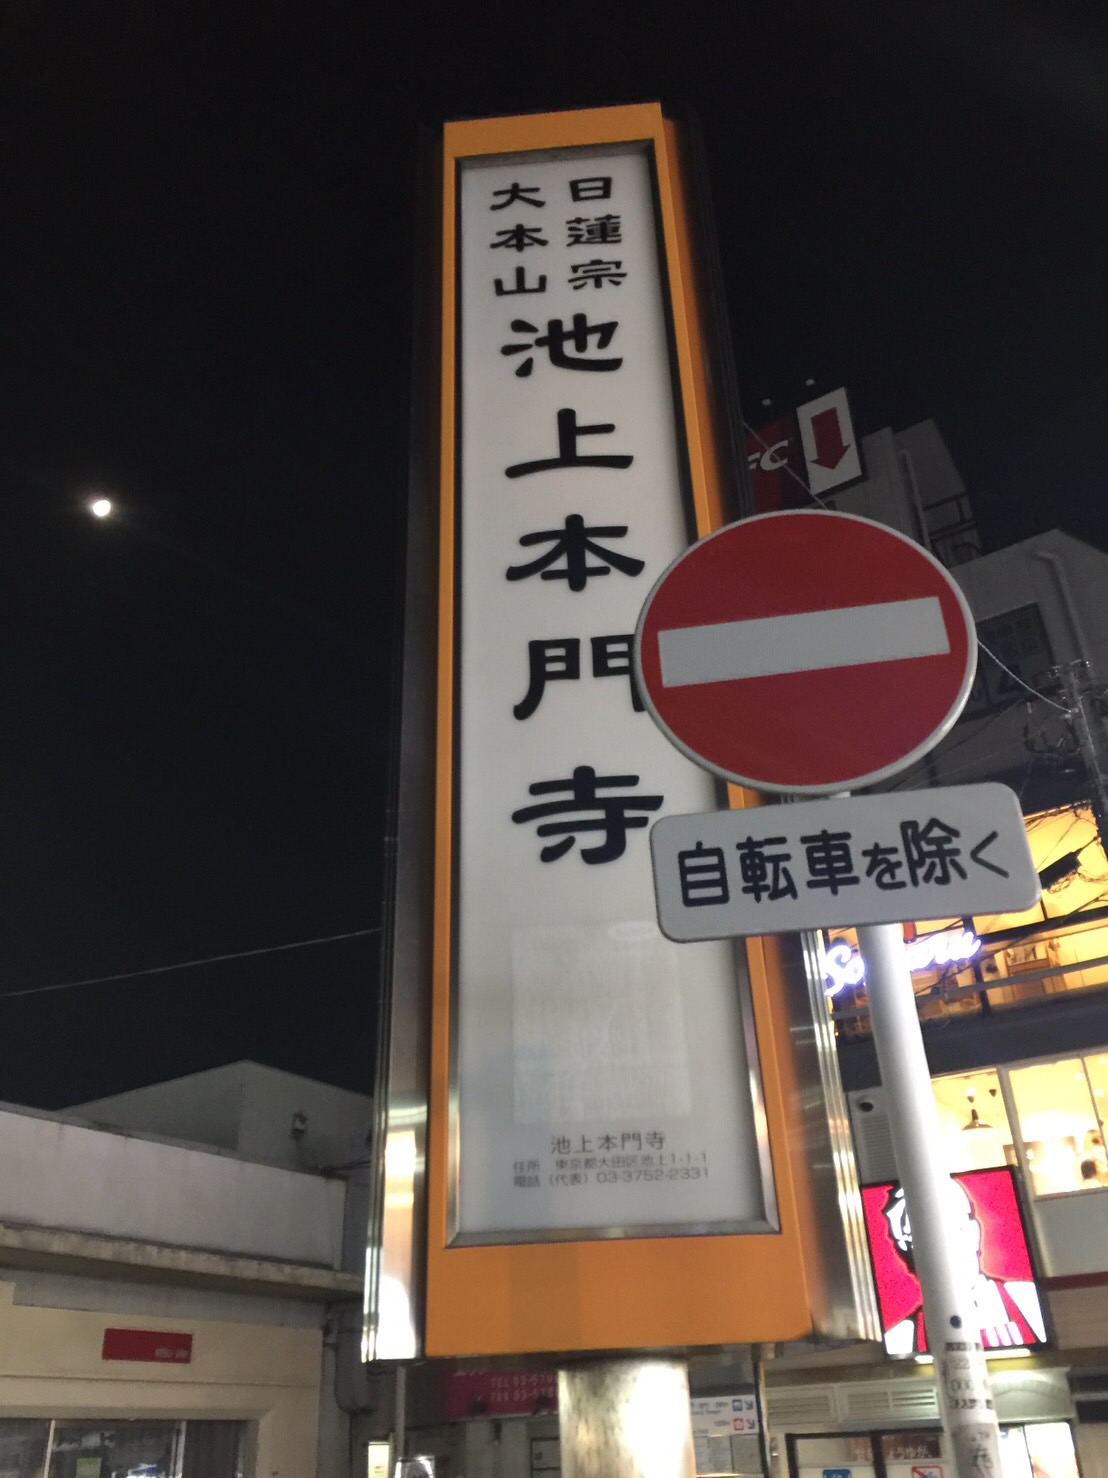 日蓮宗
大本山
池上本門寺
池上本門寺
住所 東京都大田区池上1-1-1
電話（代表）03-3752-2331
自転車を除く
FC